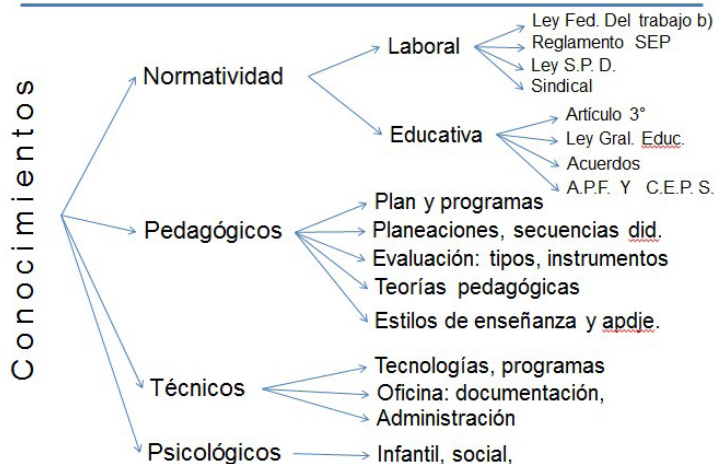 Conocimientos
Normatividad
Laboral
Ley Fed. Del trabajo b)
Reglamento SEP
Ley S.P. D.
Sindical
Educativa
Artículo 3°
Ley Gral. Educ.
Acuerdos
A.P.F. Y C.E.P. S.
Pedagógicos
Plan y programas
Planeaciones, secuencias did.
Evaluación: tipos, instrumentos
Teorías pedagógicas
Estilos de enseñanza y apdje.
Técnicos
Tecnologías, programas
Oficina: documentación,
Administración
Psicológicos
Infantil, social,